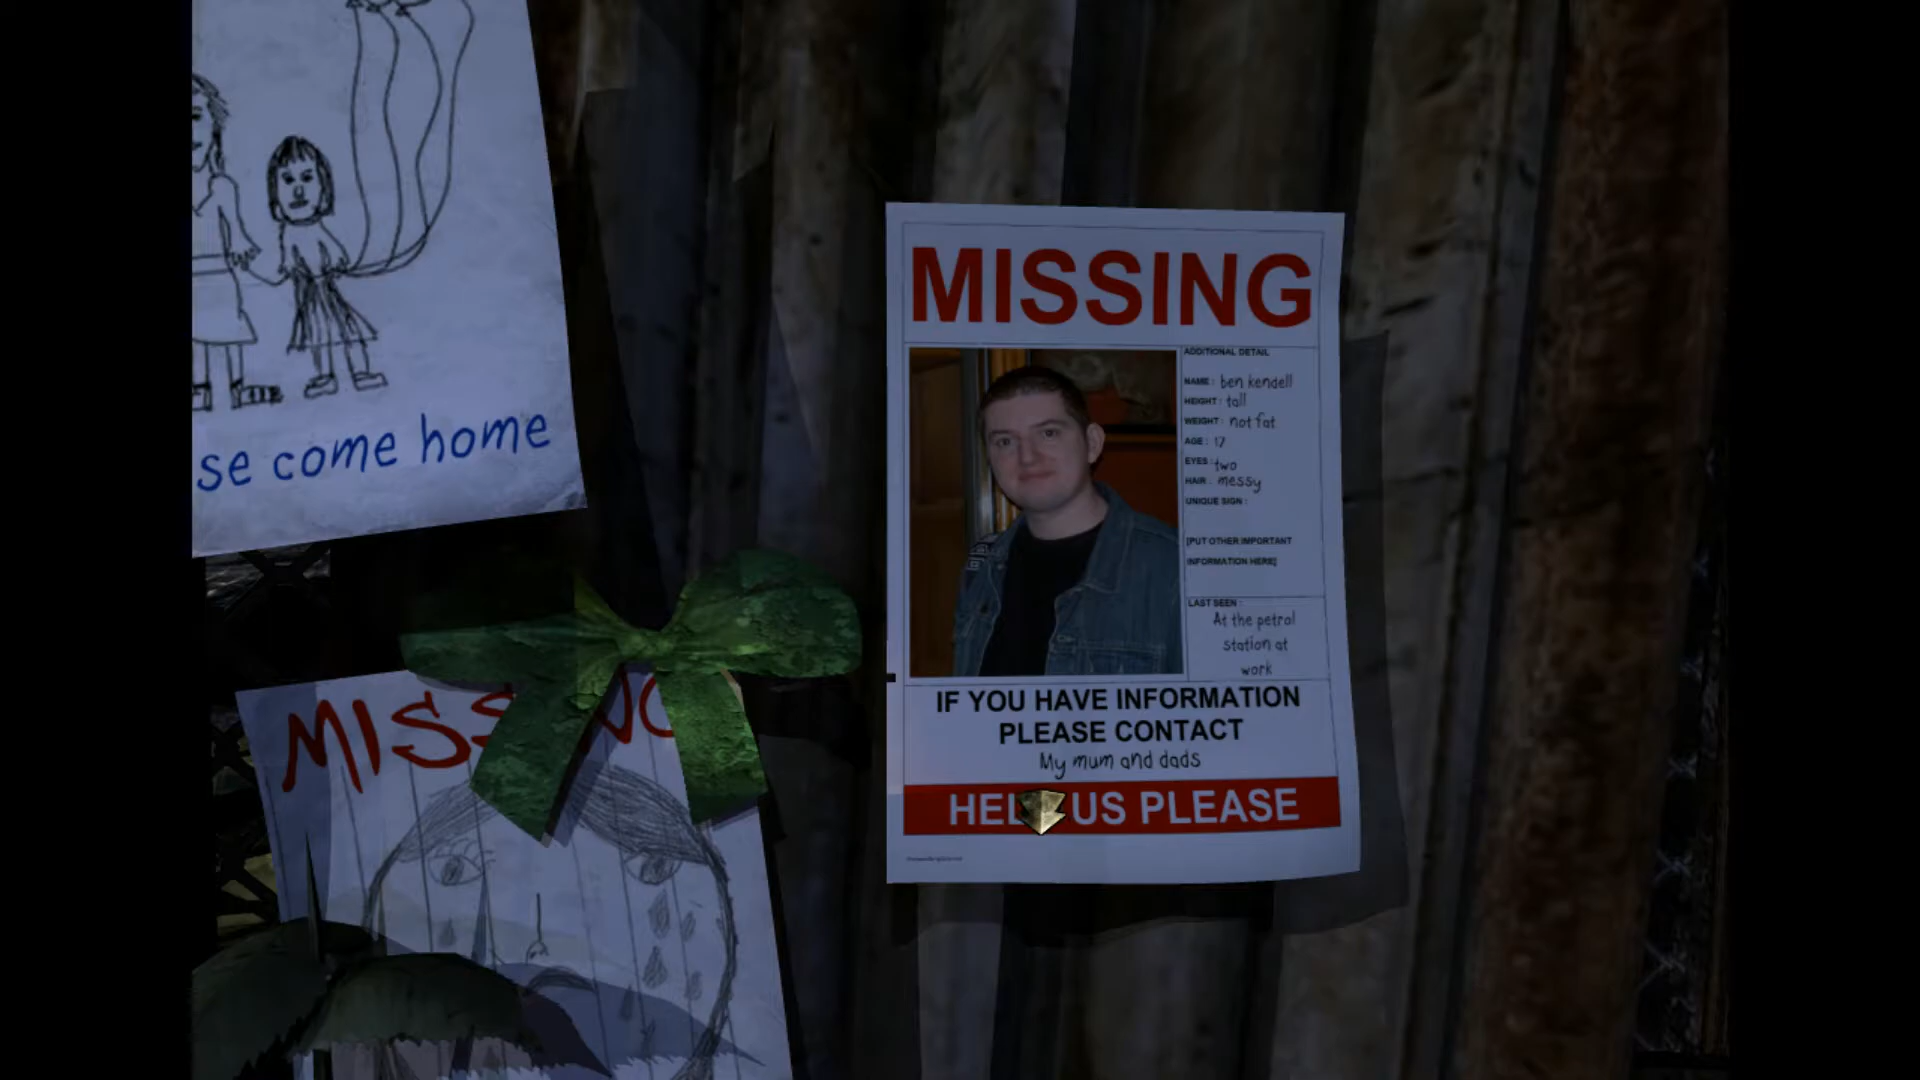 se come home
MISSING
ADDITIONAL DETAIL
NAME : ben kendell
HEIGHT : tall
WEIGHT : not fat
AGE : 17
EYES : two
HAIR : messy
UNIQUE SIGN :
[PUT OTHER IMPORTANT
INFORMATION HERE]
LAST SEEN :
At the petrol
station at
work
IF YOU HAVE INFORMATION
PLEASE CONTACT
My mum and dads
HELP US PLEASE
MISSING